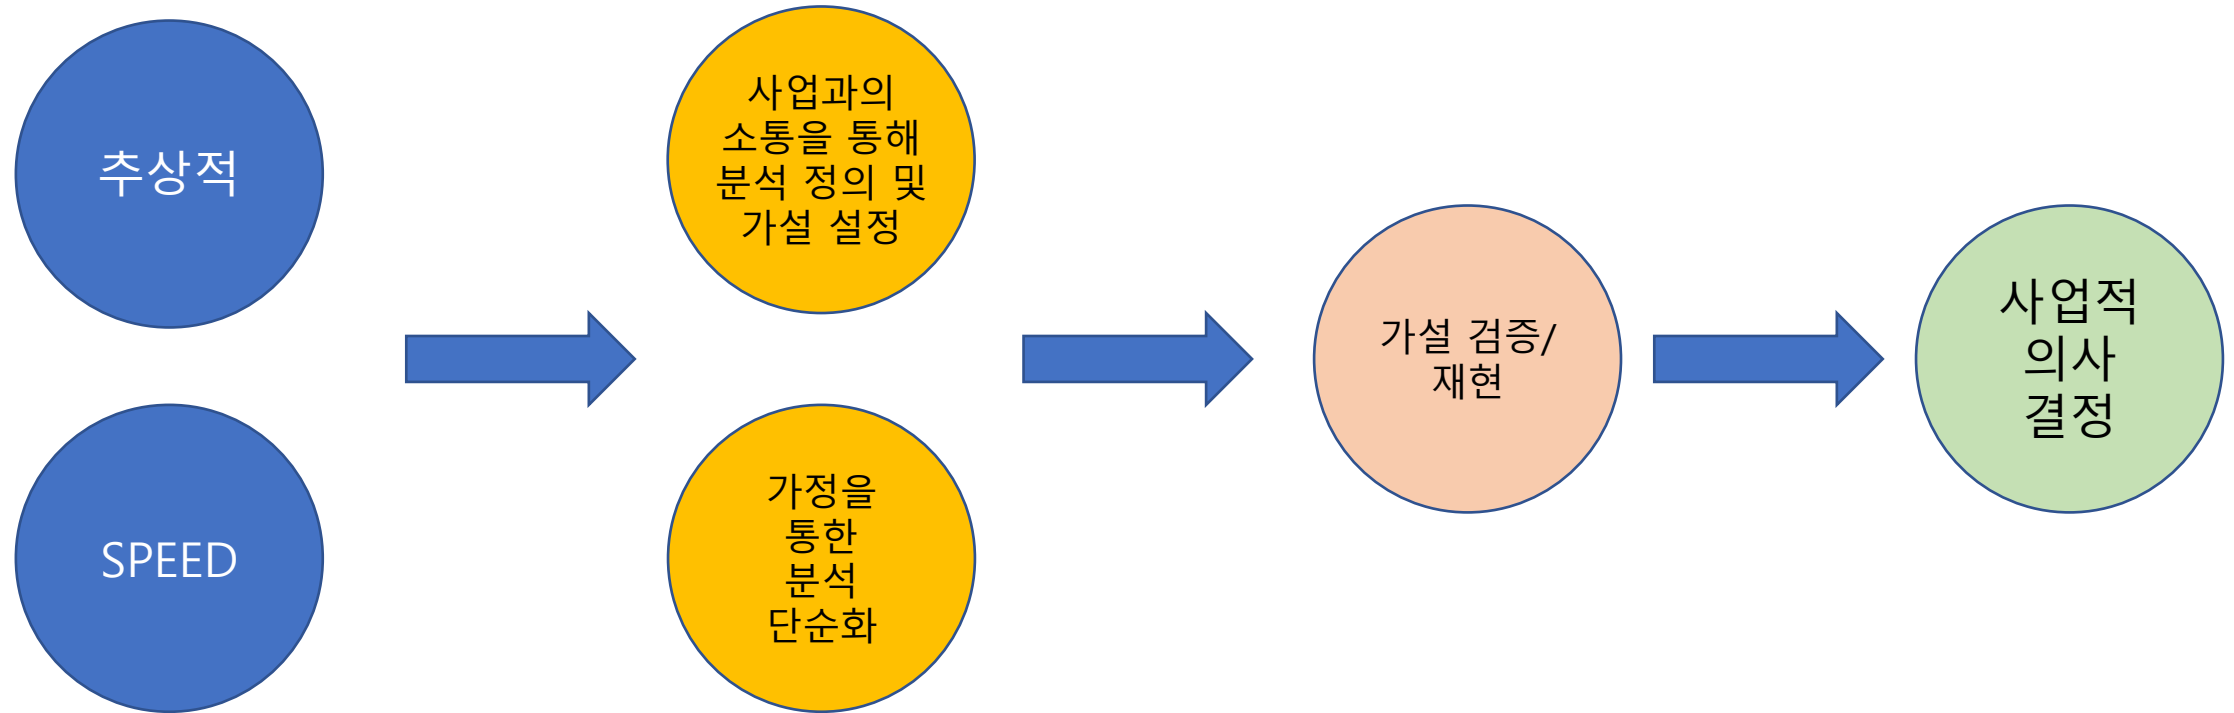 추상적
SPEED
사업과의
소통을 통해
분석 정의 및
가설 설정
가정을
통한
분석
단순화
가설 검증/
재현
사업적
의사
결정